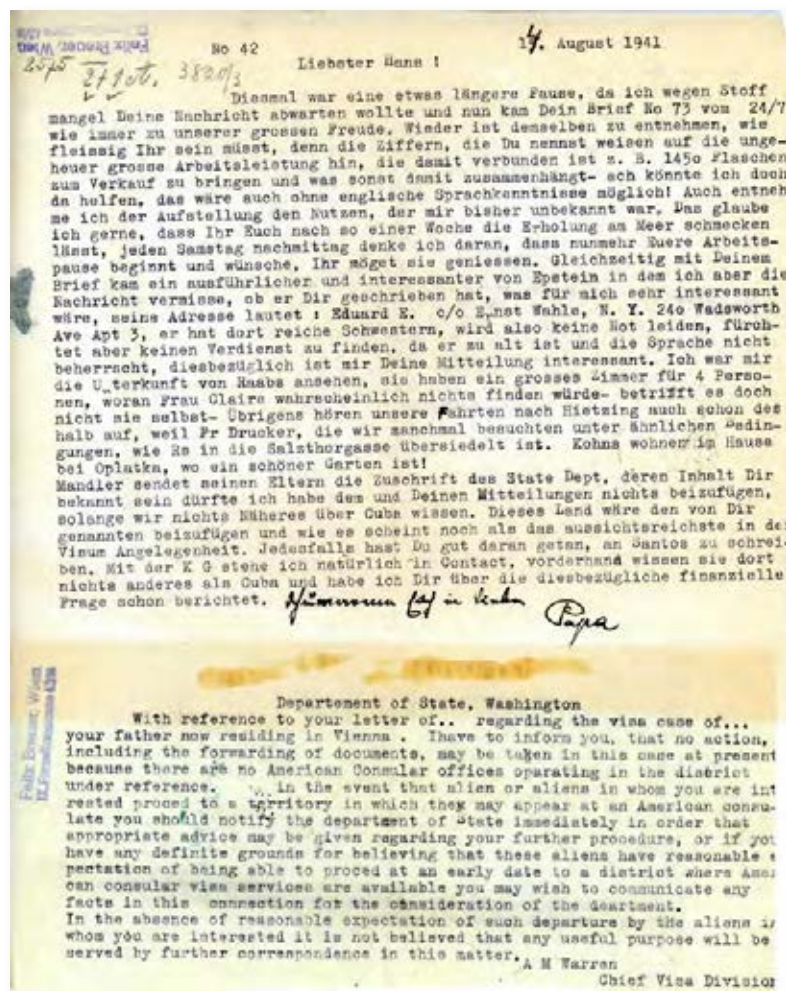 Felix Breuer, Wien
2575
2+1 ct.
3820/3
No 42
14. August 1941
Liebster Hans !
Diesmal war eine etwas längere Pause, da ich wegen Stoff
mangel Deine Nachricht abwarten wollte und nun kam Dein Brief No 73 vom 24/7
wie immer zu unserer grossen Freude. Wieder ist demselben zu entnehmen, wie
fleissig Ihr sein müsst, denn die Ziffern, die Du nennst weisen auf die unge-
heuer grosse Arbeitsleistung hin, die damit verbunden ist z. B. 145o Flaschen
zum Verkauf zu bringen und was sonst damit zusammenhängt- ach könnte ich doch
da helfen, das wäre auch ohne englische Sprachkenntnisse möglich! Auch entneh
me ich der Aufstellung den Nutzen, der mir bisher unbekannt war. Das glaube
ich gerne, dass Ihr Euch nach so einer Woche die Erholung am Meer schmecken
lässt, jeden Samstag nachmittag denke ich daran, dass nunmehr Euere Arbeits-
pause beginnt und wünsche, Ihr möget sie geniessen. Gleichzeitig mit Deinem
Brief kam ein ausführlicher und interessanter von Epstein in dem ich aber die
Nachricht vermisse, ob er Dir geschrieben hat, was für mich sehr interessant
wäre, seine Adresse lautet : Eduard E. c/o Ernst Wahle, N. Y. 24o Wadsworth
Ave Apt 3, er hat dort reiche Schwestern, wird also keine Not leiden, fürch-
tet aber keinen Verdienst zu finden, da er zu alt ist und die Sprache nicht
beherrscht, diesbezüglich ist mir Deine Mitteilung interessant. Ich war mir
die U terkunft von Raabs ansehen, sie haben ein grosses Zimmer für 4 Perso-
nen, woran Frau Claire wahrscheinlich nichts finden würde- betrifft es doch
nicht sie selbst- Übrigens hören unsere Fahrten nach Hietzing auch schon des
halb auf, weil Fr Drucker, die wir manchmal besuchten unter ähnlichen Bedin-
gungen, wie Rs in die Salzthorgasse übersiedelt ist. Kohns wohnen im Hause
bei Oplatka, wo ein schöner Garten ist!
Mandler sendet seinen Eltern die Zuschrift des State Dept, deren Inhalt Dir
bekannt sein dürfte ich habe dem und Deinen Mitteilungen nichts beizufügen,
solange wir nichts Näheres über Cuba wissen. Dieses Land wäre den von Dir
genannten beizufügen und wie es scheint noch als das aussichtsreichste in de
Visum Angelegenheit. Jedesfalls hast Du gut daran getan, an Santos zu schrei-
ben. Mit der K G stehe ich natürlich in Contact, vorderhand wissen sie dort
nichts anderes als Cuba und habe ich Dir über die diesbezügliche finanzielle
Frage schon berichtet.
Papa
Felix Breuer, Wien
Departement of State, Washington
With reference to your letter of.. regarding the visa case of...
your father now residing in Vienna . Ihave to inform you, that no action,
including the forwarding of documents, may be taken in this case at present
because there are no American Consular offices oparating in the district
under reference. in the event that alien or aliens in whom you are int
rested proced to a territory in which they may appear at an American consu-
late you should notify the department of State immediately in order that
appropriate advice may be given regarding your further procedure, or if you
have any definite grounds for believing that these aliens have reasonable e
pectation of being able to proced at an early date to a district where Amer
can consular visa services are available you may wish to communicate any
facts in this connection for the consideration of the deartment.
In the absence of reasonable expectation of such departure by the aliens in
whom you are interested it is not believed that any useful purpose will be
served by further correspondence in this matter.
A M Warren
Chief Visa Division